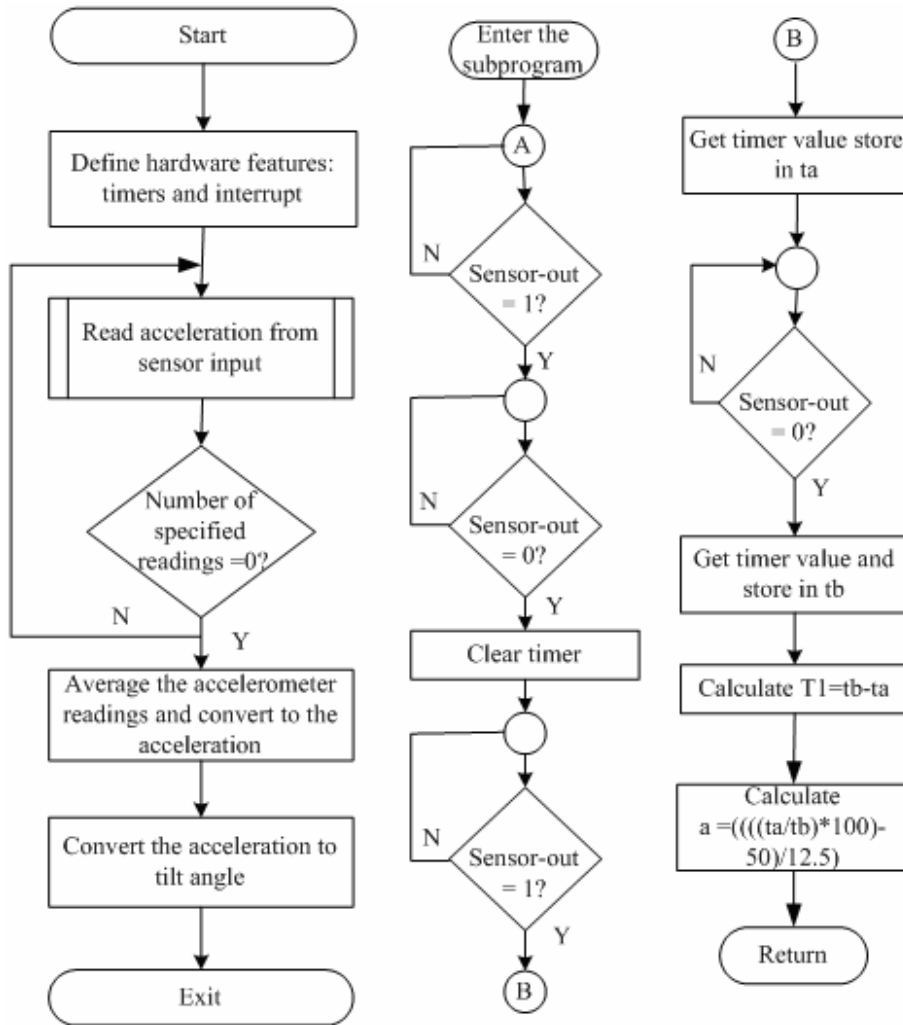 Start
Define hardware features:
timers and interrupt
Read acceleration from
sensor input
Number of
specified
readings =0?
N
Y
Average the accelerometer
readings and convert to the
acceleration
Convert the acceleration to
tilt angle
Exit
Enter the
subprogram
A
N
Sensor-out
= 1?
Y
N
Sensor-out
= 0?
Y
Clear timer
N
Sensor-out
= 1?
Y
B
B
Get timer value store
in ta
N
Sensor-out
= 0?
Y
Get timer value and
store in tb
Calculate T1=tb-ta
Calculate
a =((((ta/tb)*100)-
50)/12.5)
Return